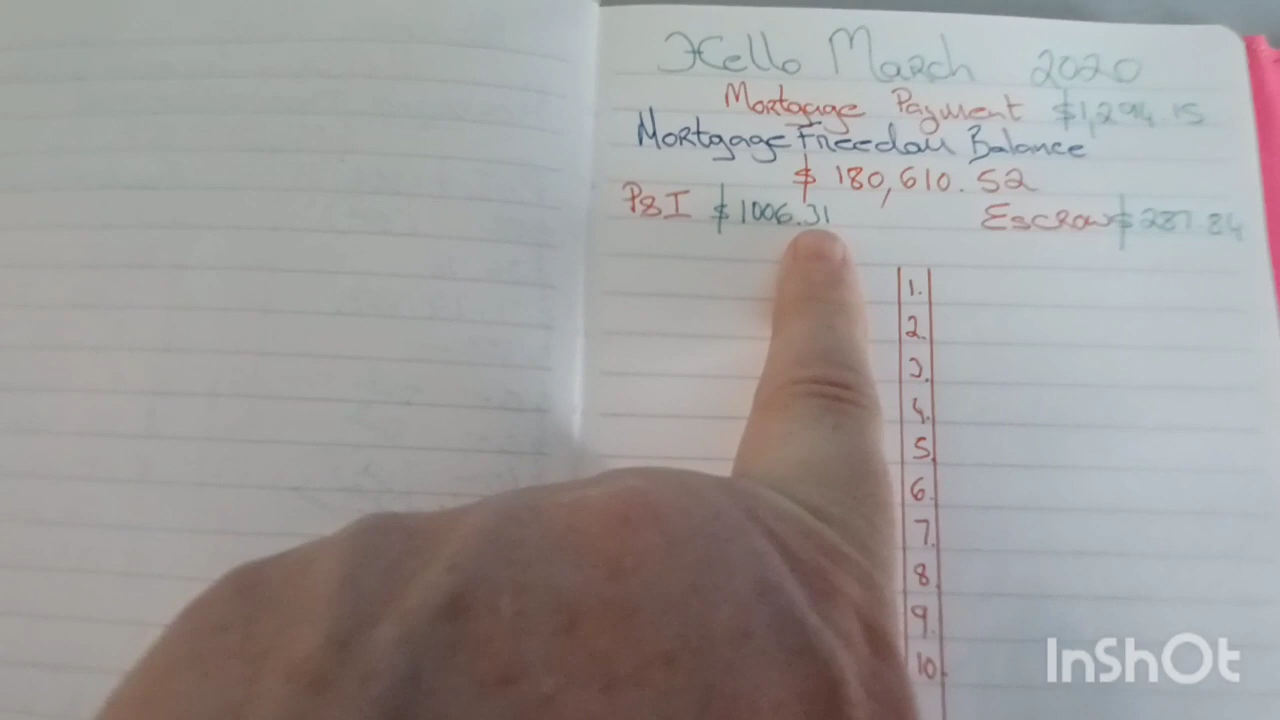 Hello March 2020
Mortgage Payment $1,294.15
Mortgage Freedom Balance
$180,610.52
P&I $1006.31 Escrow $287.84
1.
2.
3.
4.
5.
6.
7.
8.
9.
10.
InShOt